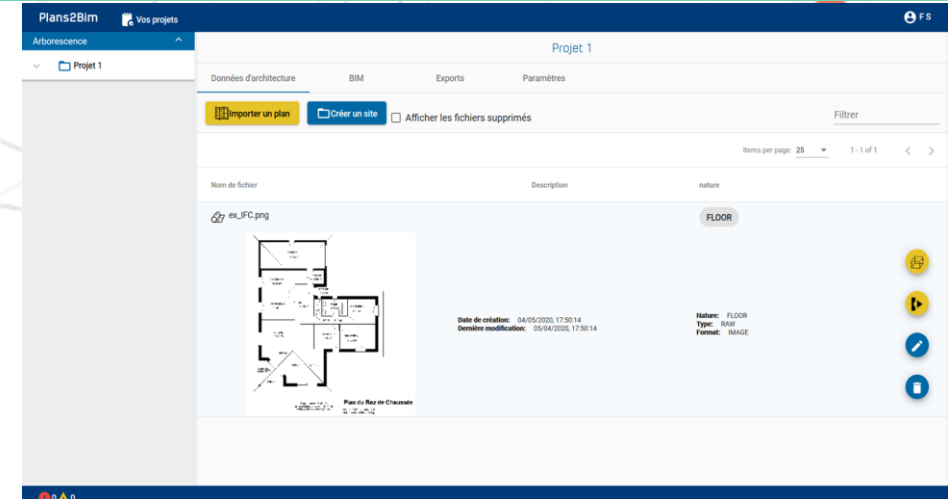 Plans2Bim
Vos projets
F S
Arborescence
Projet 1
Projet 1
Données d'architecture
BIM
Exports
Paramètres
Importer un plan
Créer un site
Afficher les fichiers supprimés
Filtrer
Items per page: 25
1 - 1 of 1
Nom de fichier
Description
nature
ex_IFC.png
FLOOR
Date de création: 04/05/2020, 17:50:14
Dernière modification: 05/04/2020, 17:50:14
Nature: FLOOR
Type: RAW
Format: IMAGE
Plan du Rez de Chaussée
0 0